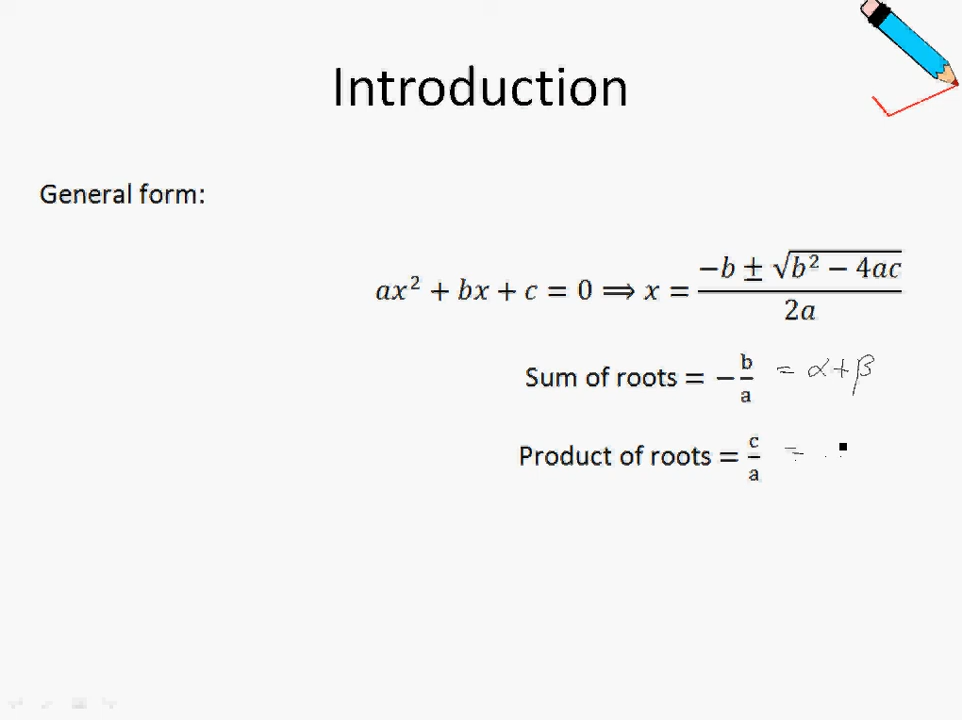 Introduction
General form:
ax² + bx + c = 0 ⟹ x = (−b ± √(b² − 4ac)) / 2a
Sum of roots = − b/a = α + β
Product of roots = c/a =